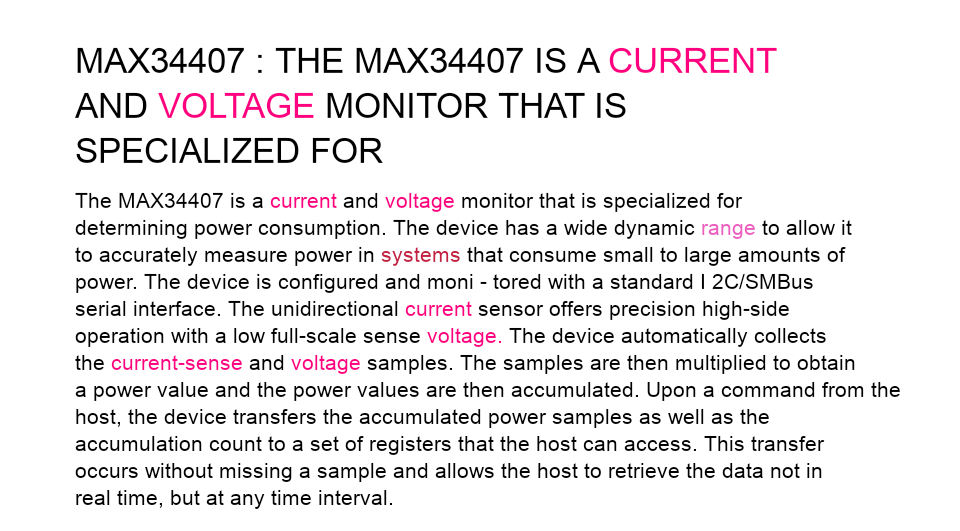 MAX34407 : THE MAX34407 IS A CURRENT
AND VOLTAGE MONITOR THAT IS
SPECIALIZED FOR
The MAX34407 is a current and voltage monitor that is specialized for
determining power consumption. The device has a wide dynamic range to allow it
to accurately measure power in systems that consume small to large amounts of
power. The device is configured and moni - tored with a standard I 2C/SMBus
serial interface. The unidirectional current sensor offers precision high-side
operation with a low full-scale sense voltage. The device automatically collects
the current-sense and voltage samples. The samples are then multiplied to obtain
a power value and the power values are then accumulated. Upon a command from the
host, the device transfers the accumulated power samples as well as the
accumulation count to a set of registers that the host can access. This transfer
occurs without missing a sample and allows the host to retrieve the data not in
real time, but at any time interval.